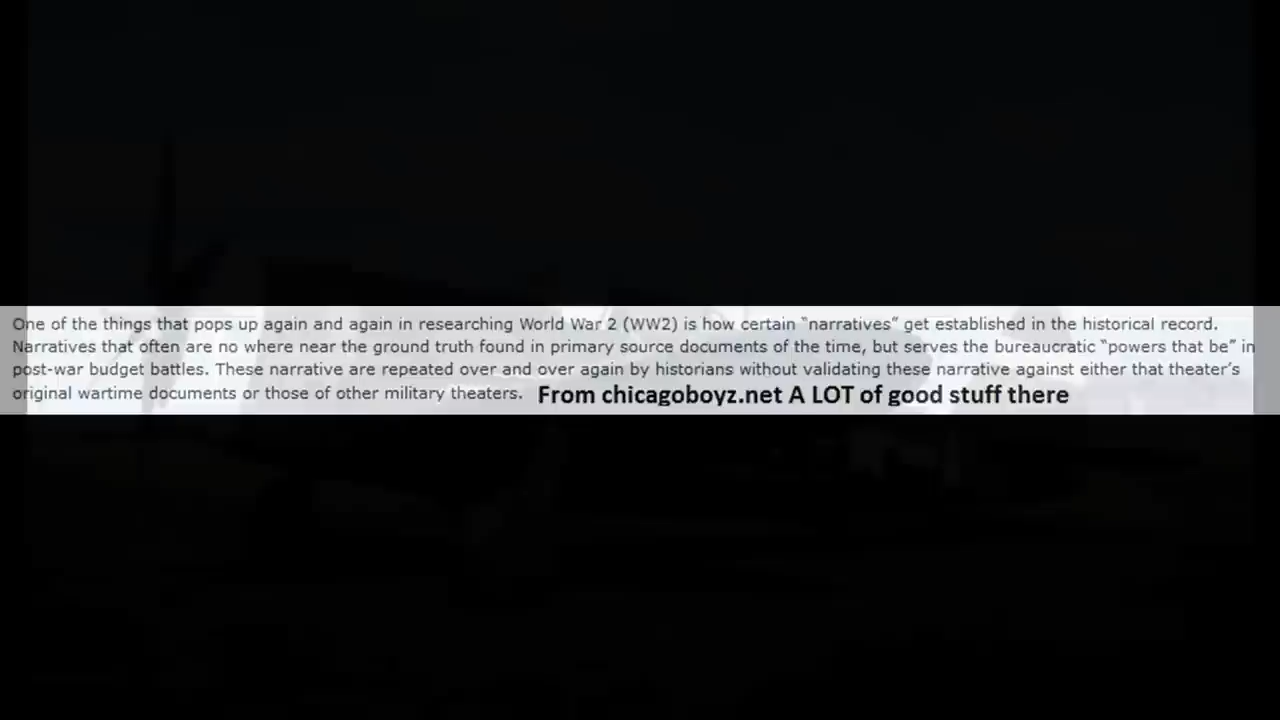 One of the things that pops up again and again in researching World War 2 (WW2) is how certain “narratives” get established in the historical record.
Narratives that often are no where near the ground truth found in primary source documents of the time, but serves the bureaucratic “powers that be” in
post-war budget battles. These narrative are repeated over and over again by historians without validating these narrative against either that theater’s
original wartime documents or those of other military theaters. From chicagoboyz.net A LOT of good stuff there